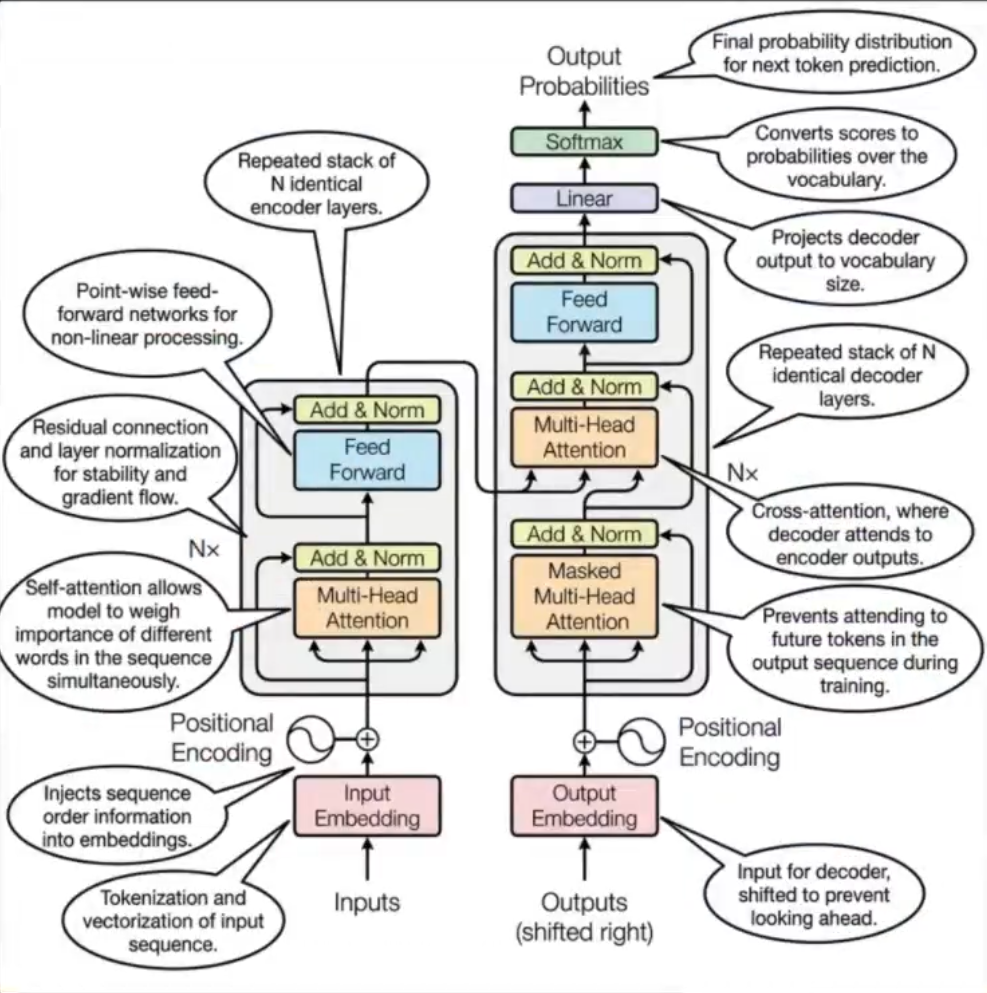 Final probability distribution
for next token prediction.
Output
Probabilities
Softmax
Converts scores to
probabilities over the
vocabulary.
Linear
Projects decoder
output to vocabulary
size.
Repeated stack of
N identical
encoder layers.
Add & Norm
Feed
Forward
Point-wise feed-
forward networks for
non-linear processing.
Repeated stack of N
identical decoder
layers.
Add & Norm
Multi-Head
Attention
Add & Norm
Feed
Forward
Residual connection
and layer normalization
for stability and
gradient flow.
N×
N×
Cross-attention, where
decoder attends to
encoder outputs.
Add & Norm
Masked
Multi-Head
Attention
Add & Norm
Multi-Head
Attention
Self-attention allows
model to weigh
importance of different
words in the sequence
simultaneously.
Prevents attending to
future tokens in the
output sequence during
training.
Positional
Encoding
Positional
Encoding
Injects sequence
order information
into embeddings.
Input
Embedding
Output
Embedding
Tokenization and
vectorization of input
sequence.
Inputs
Outputs
(shifted right)
Input for decoder,
shifted to prevent
looking ahead.